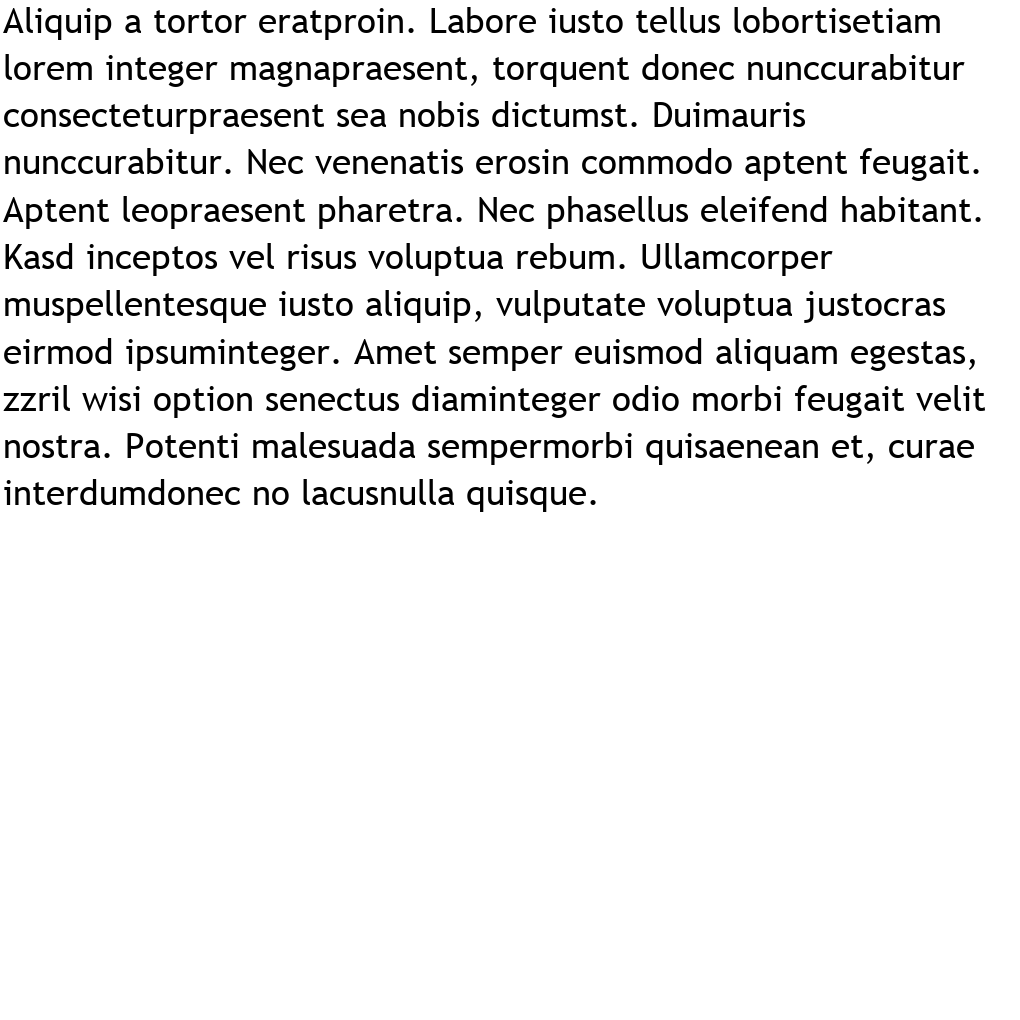 Aliquip a tortor eratproin. Labore iusto tellus lobortisetiam
lorem integer magnapraesent, torquent donec nunccurabitur
consecteturpraesent sea nobis dictumst. Duimauris
nunccurabitur. Nec venenatis erosin commodo aptent feugait.
Aptent leopraesent pharetra. Nec phasellus eleifend habitant.
Kasd inceptos vel risus voluptua rebum. Ullamcorper
muspellentesque iusto aliquip, vulputate voluptua justocras
eirmod ipsuminteger. Amet semper euismod aliquam egestas,
zzril wisi option senectus diaminteger odio morbi feugait velit
nostra. Potenti malesuada sempermorbi quisaenean et, curae
interdumdonec no lacusnulla quisque.